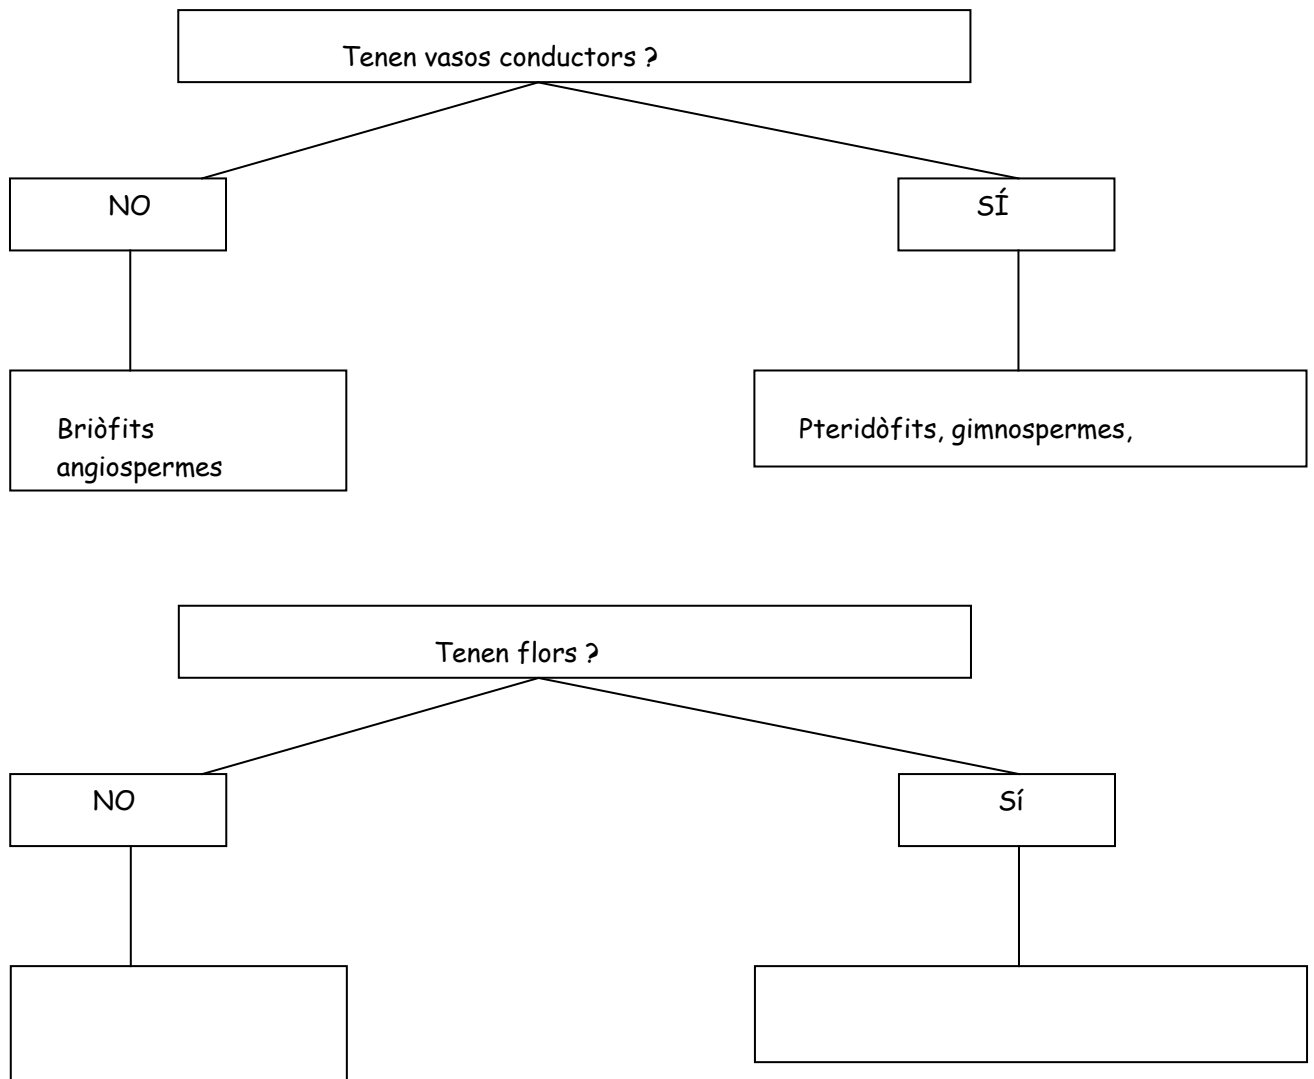 Tenen vasos conductors ?
NO
SÍ
Briòfits
angiospermes
Pteridòfits, gimnospermes,
Tenen flors ?
NO
Sí